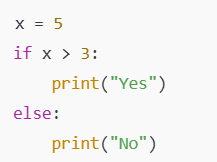 x = 5
if x > 3:
    print("Yes")
else:
    print("No")